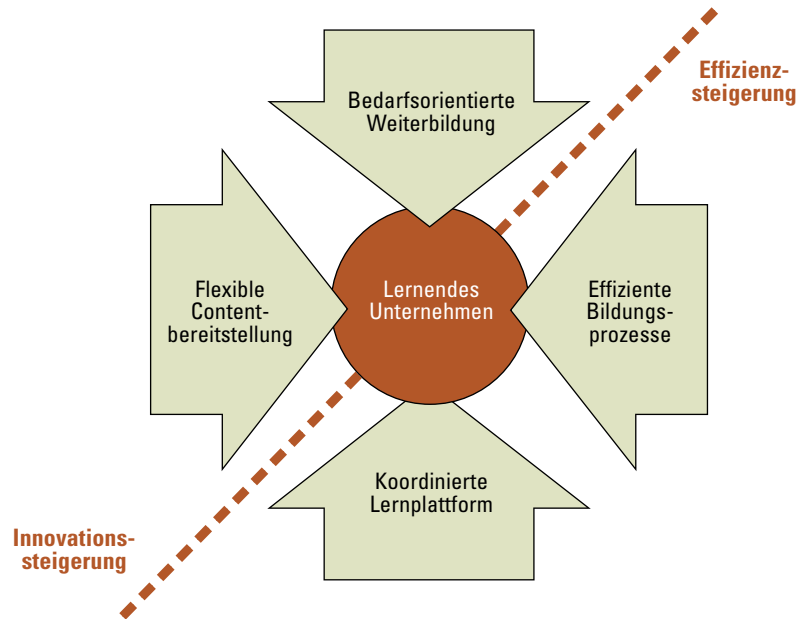 Effizienz-
steigerung
Bedarfsorientierte
Weiterbildung
Flexible
Content-
bereitstellung
Lernendes
Unternehmen
Effiziente
Bildungs-
prozesse
Koordinierte
Lernplattform
Innovations-
steigerung